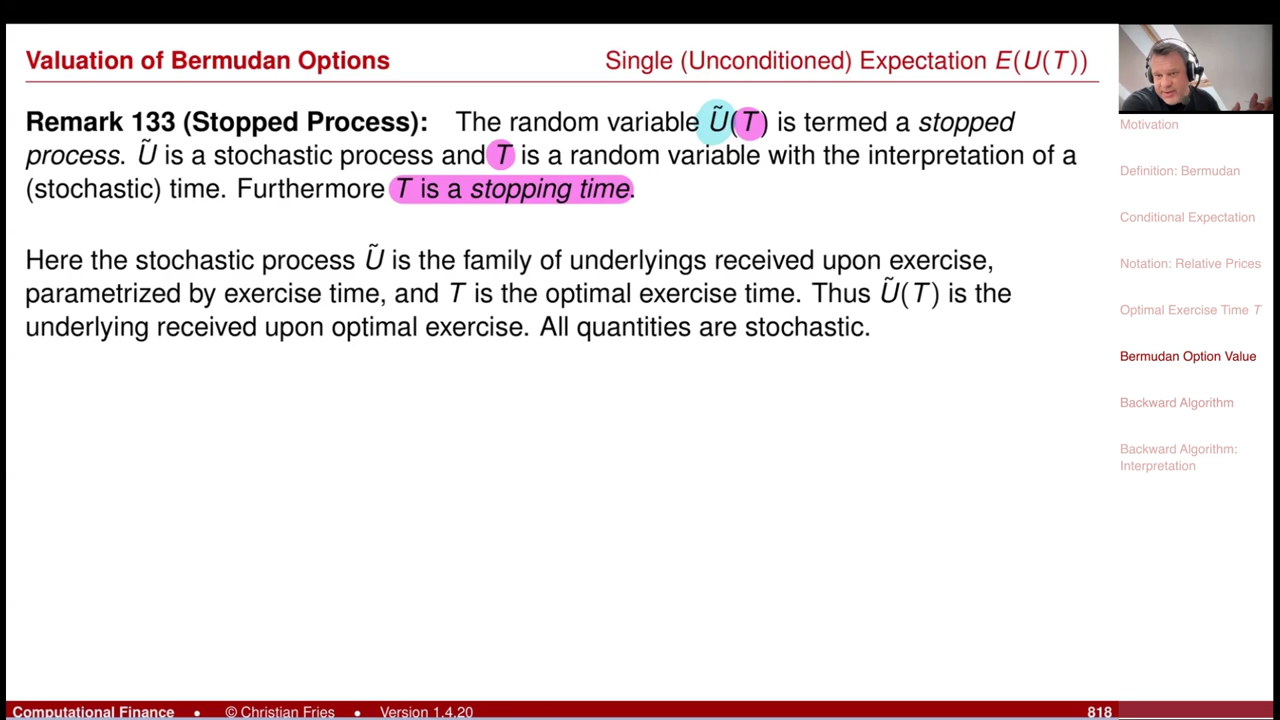 Valuation of Bermudan Options
Single (Unconditioned) Expectation E(U(T))
Remark 133 (Stopped Process): The random variable Ũ(T) is termed a stopped
process. Ũ is a stochastic process and T is a random variable with the interpretation of a
(stochastic) time. Furthermore T is a stopping time.
Here the stochastic process Ũ is the family of underlyings received upon exercise,
parametrized by exercise time, and T is the optimal exercise time. Thus Ũ(T) is the
underlying received upon optimal exercise. All quantities are stochastic.
Motivation
Definition: Bermudan
Conditional Expectation
Notation: Relative Prices
Optimal Exercise Time T
Bermudan Option Value
Backward Algorithm
Backward Algorithm:
Interpretation
Computational Finance • © Christian Fries • Version 1.4.20
818